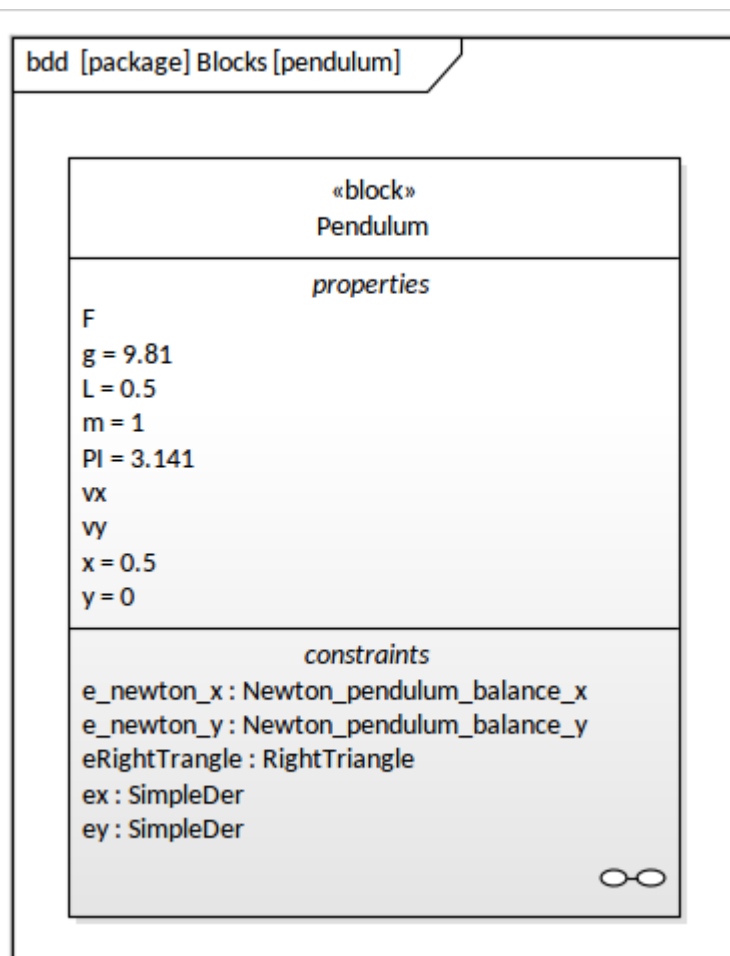 bdd [package] Blocks [pendulum]
«block»
Pendulum
properties
F
g = 9.81
L = 0.5
m = 1
PI = 3.141
vx
vy
x = 0.5
y = 0
constraints
e_newton_x : Newton_pendulum_balance_x
e_newton_y : Newton_pendulum_balance_y
eRightTrangle : RightTriangle
ex : SimpleDer
ey : SimpleDer